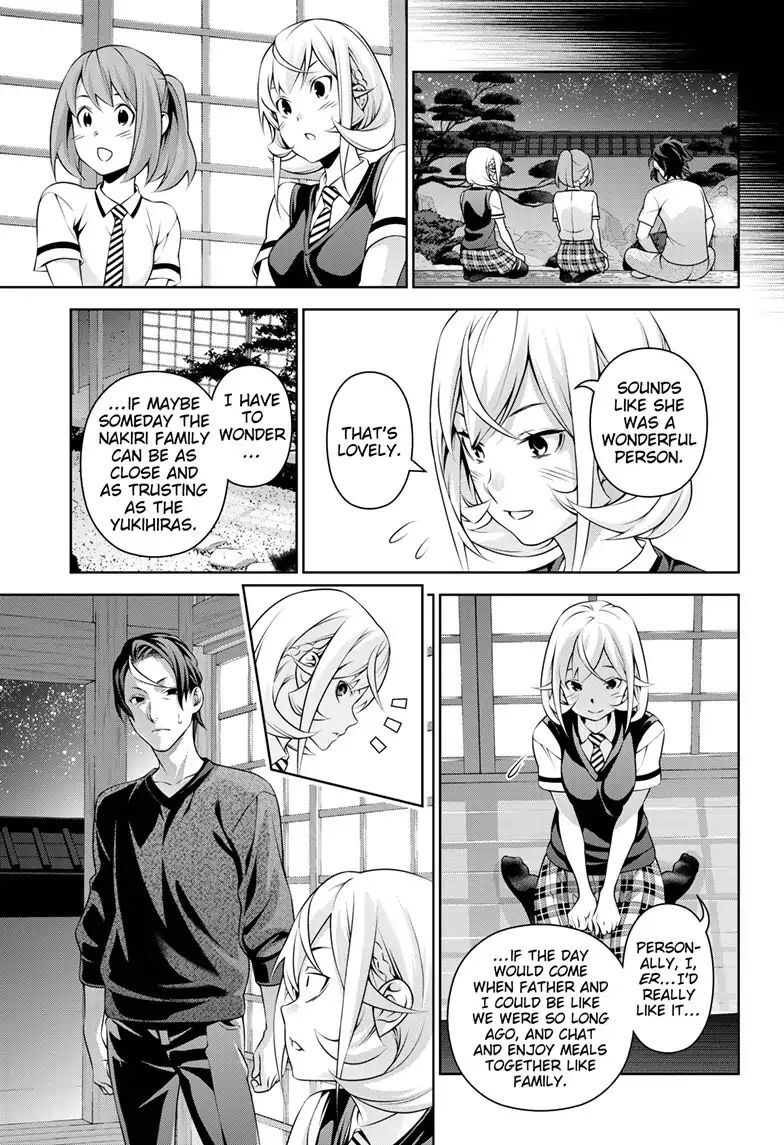 SOUNDS
LIKE SHE
WAS A
WONDERFUL
PERSON.
THAT'S
LOVELY.
I HAVE
TO
WONDER
...
...IF MAYBE
SOMEDAY THE
NAKIRI FAMILY
CAN BE AS
CLOSE AND
AS TRUSTING
AS THE
YUKIHIRAS.
PERSON-
ALLY, I,
ER...I'D
REALLY
LIKE IT...
...IF THE DAY
WOULD COME
WHEN FATHER AND
I COULD BE LIKE
WE WERE SO LONG
AGO, AND CHAT
AND ENJOY MEALS
TOGETHER LIKE
FAMILY.